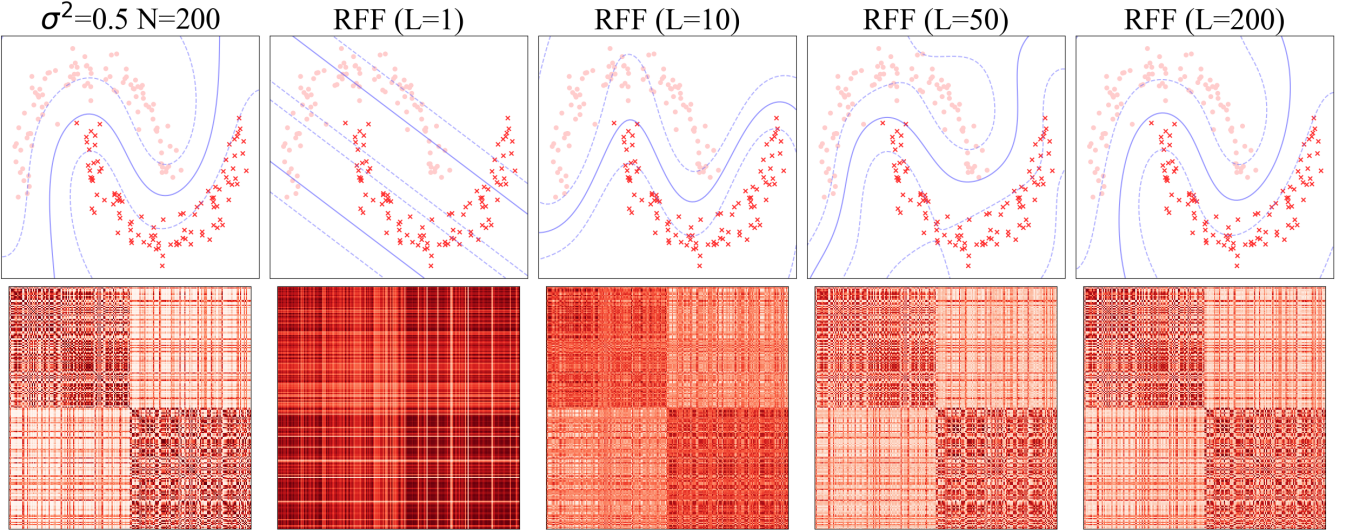 σ²=0.5 N=200
RFF (L=1)
RFF (L=10)
RFF (L=50)
RFF (L=200)